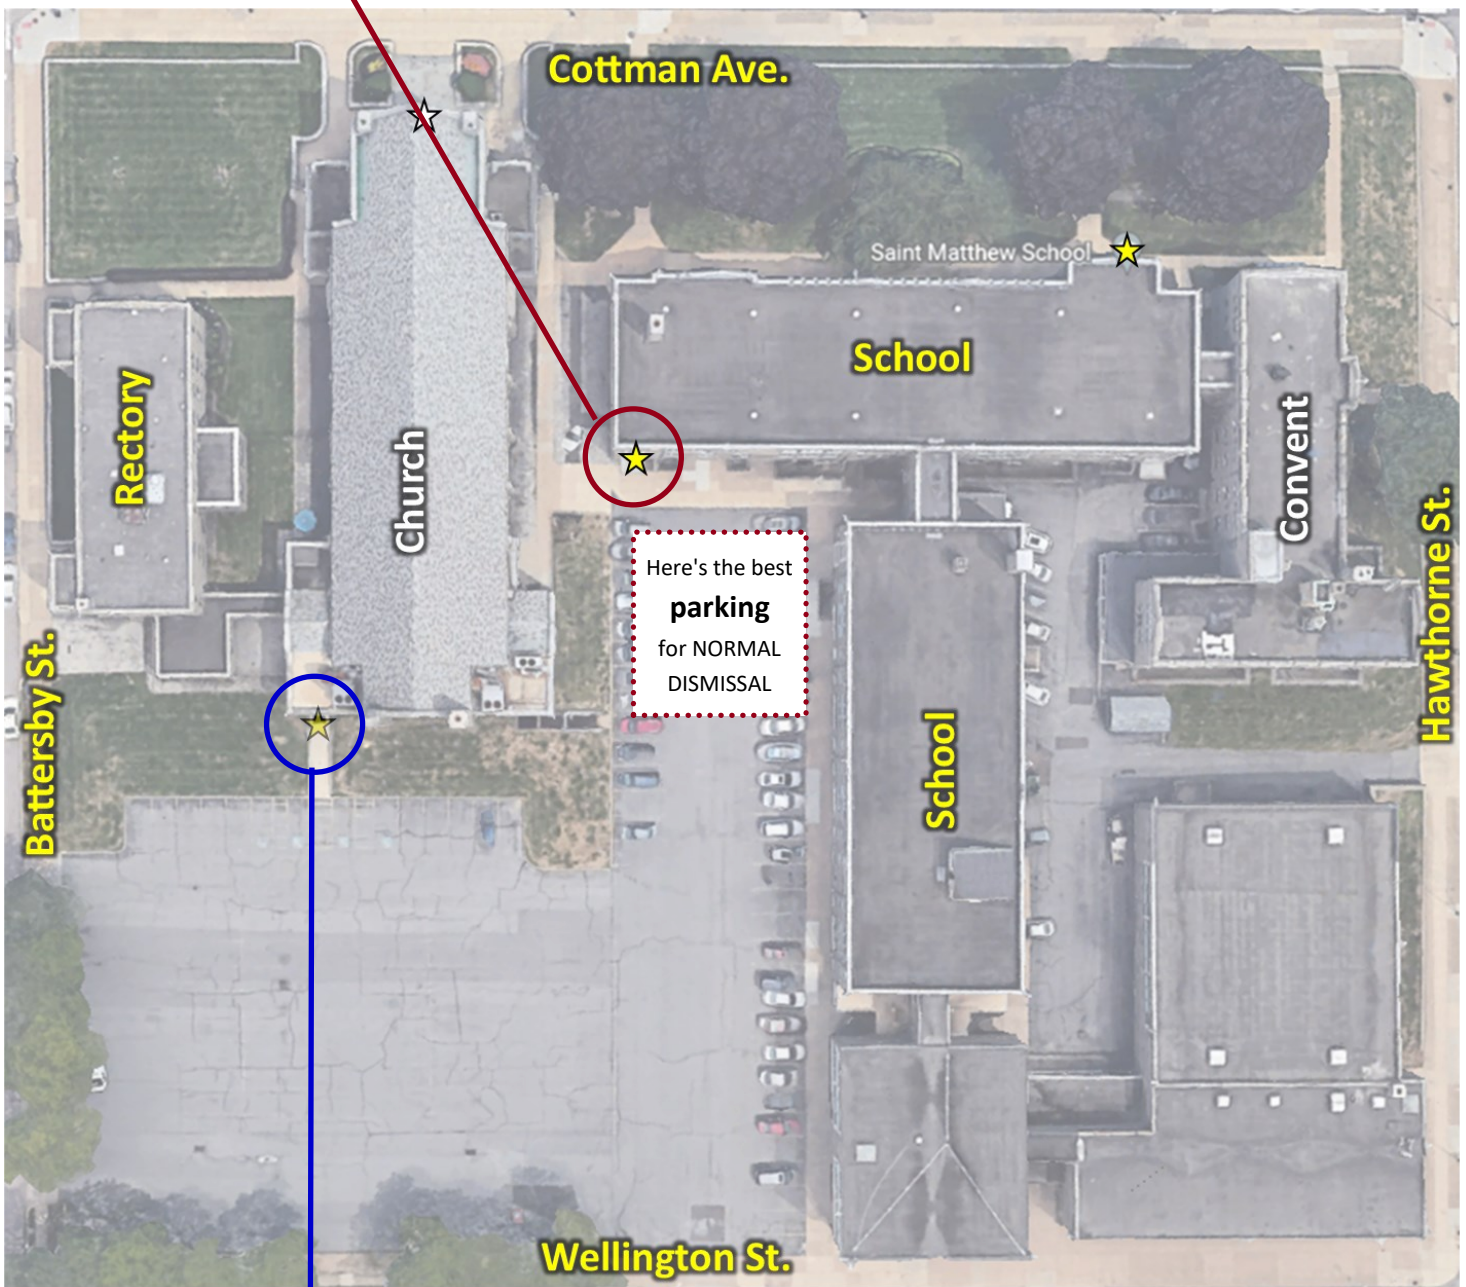 Cottman Ave.
Saint Matthew School
School
Rectory
Church
Convent
Hawthorne St.
Here's the best
parking
for NORMAL
DISMISSAL
Battersby St.
School
Wellington St.